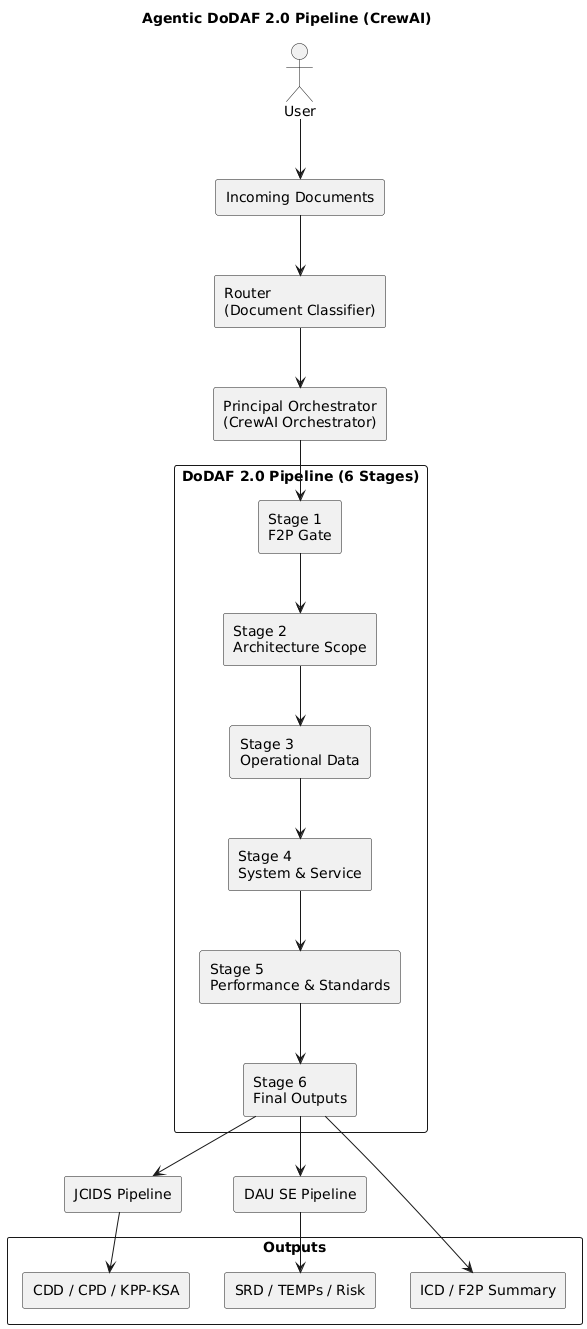 Agentic DoDAF 2.0 Pipeline (CrewAI)
User
Incoming Documents
Router
(Document Classifier)
Principal Orchestrator
(CrewAI Orchestrator)
DoDAF 2.0 Pipeline (6 Stages)
Stage 1
F2P Gate
Stage 2
Architecture Scope
Stage 3
Operational Data
Stage 4
System & Service
Stage 5
Performance & Standards
Stage 6
Final Outputs
JCIDS Pipeline
DAU SE Pipeline
Outputs
CDD / CPD / KPP-KSA
SRD / TEMPs / Risk
ICD / F2P Summary